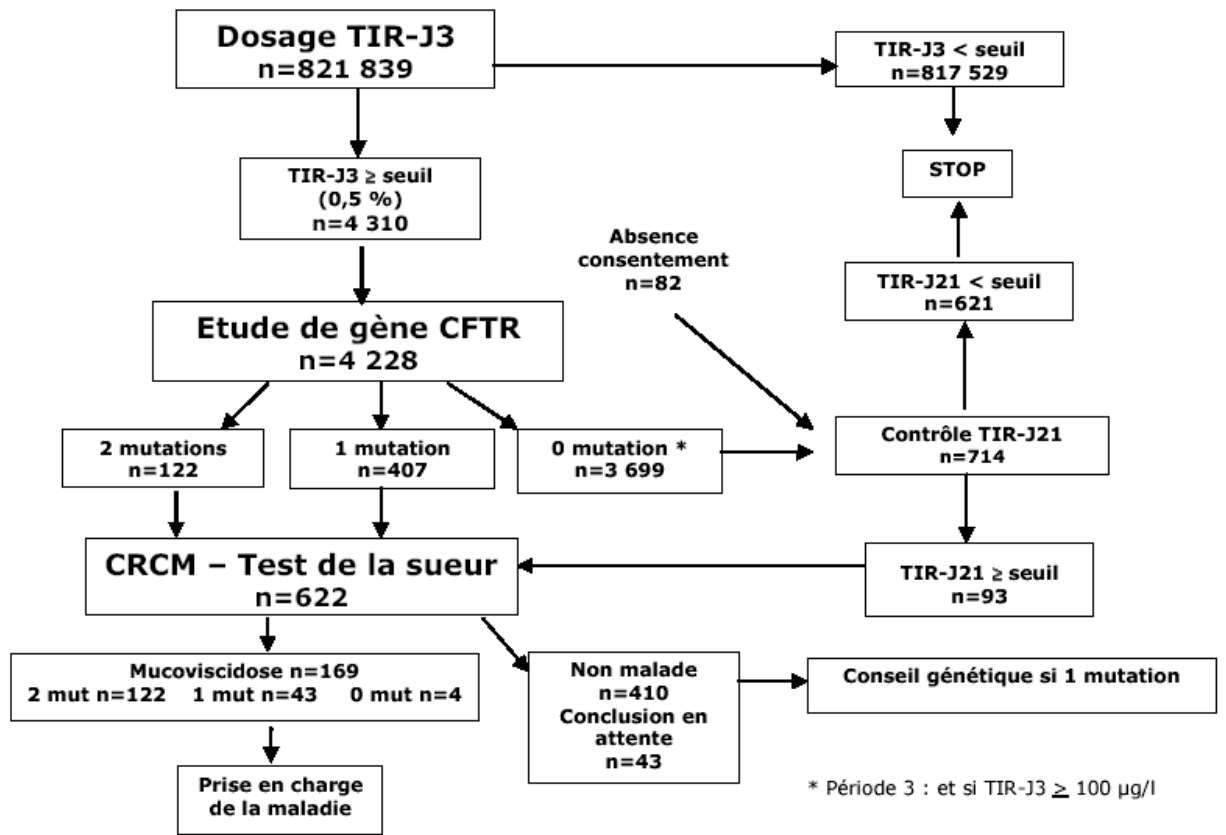 Dosage TIR-J3
n=821 839
TIR-J3 < seuil
n=817 529
STOP
TIR-J3 ≥ seuil
(0,5 %)
n=4 310
Absence
consentement
n=82
TIR-J21 < seuil
n=621
Etude de gène CFTR
n=4 228
2 mutations
n=122
1 mutation
n=407
0 mutation *
n=3 699
Contrôle TIR-J21
n=714
CRCM – Test de la sueur
n=622
TIR-J21 ≥ seuil
n=93
Mucoviscidose n=169
2 mut n=122 1 mut n=43 0 mut n=4
Non malade
n=410
Conclusion en
attente
n=43
Conseil génétique si 1 mutation
Prise en charge
de la maladie
* Période 3 : et si TIR-J3 ≥ 100 µg/l